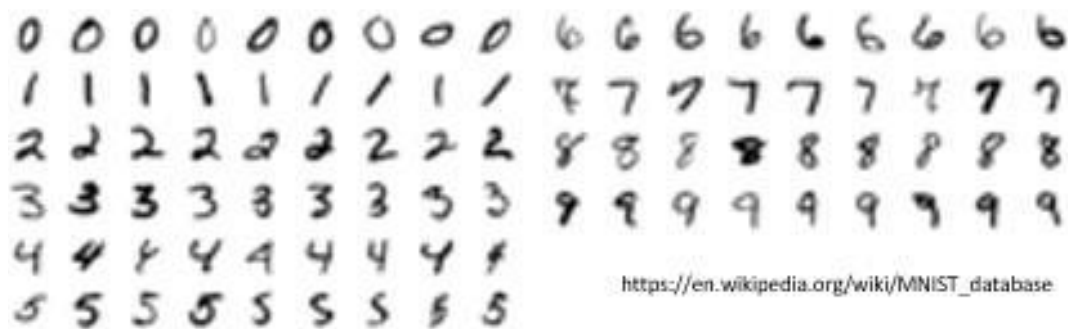 0 0 0 0 0 0 0 0 0
1 1 1 1 1 1 1 1 1
2 2 2 2 2 2 2 2 2
3 3 3 3 3 3 3 3 3
4 4 4 4 4 4 4 4 4
5 5 5 5 5 5 5 5 5
6 6 6 6 6 6 6 6 6
7 7 7 7 7 7 7 7 7
8 8 8 8 8 8 8 8 8
9 9 9 9 9 9 9 9 9
https://en.wikipedia.org/wiki/MNIST_database